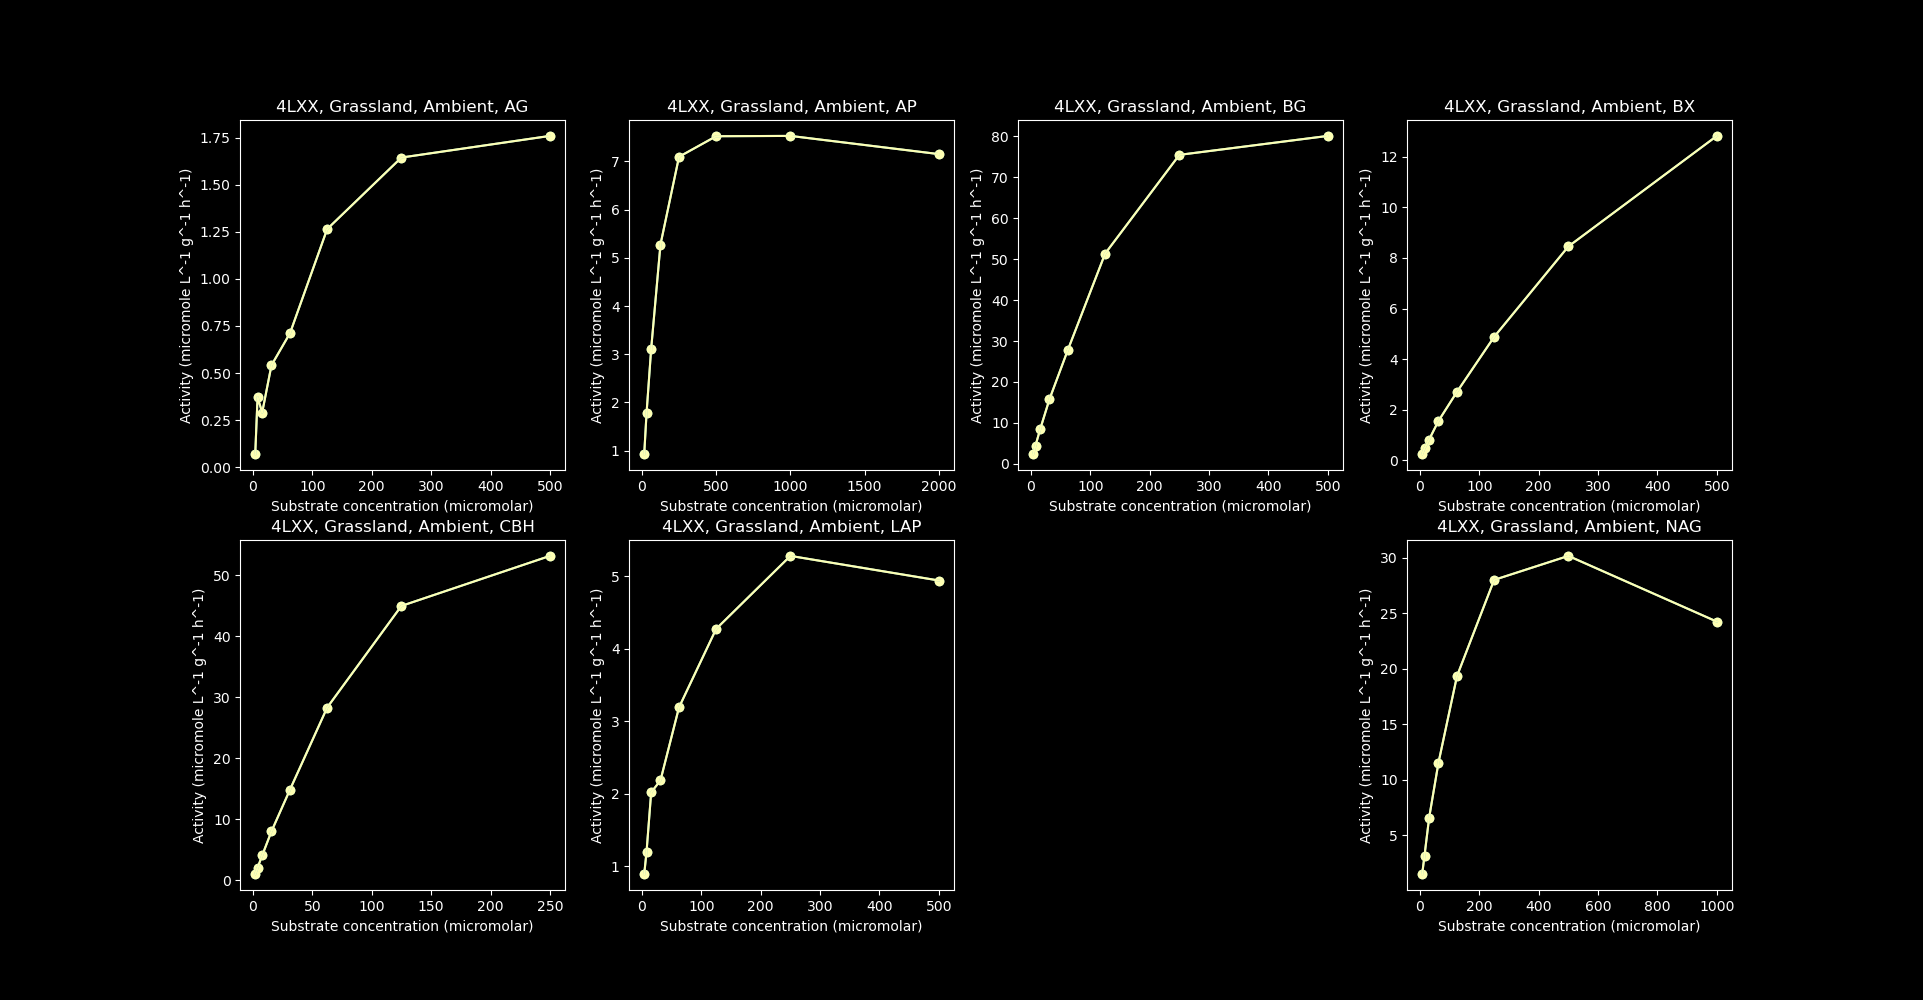 4LXX, Grassland, Ambient, AG
Activity (micromole L^-1 g^-1 h^-1)
1.75
1.50
1.25
1.00
0.75
0.50
0.25
0.00
0 100 200 300 400 500
Substrate concentration (micromolar)
4LXX, Grassland, Ambient, AP
Activity (micromole L^-1 g^-1 h^-1)
7
6
5
4
3
2
1
0 500 1000 1500 2000
Substrate concentration (micromolar)
4LXX, Grassland, Ambient, BG
Activity (micromole L^-1 g^-1 h^-1)
80
70
60
50
40
30
20
10
0
0 100 200 300 400 500
Substrate concentration (micromolar)
4LXX, Grassland, Ambient, BX
Activity (micromole L^-1 g^-1 h^-1)
12
10
8
6
4
2
0
0 100 200 300 400 500
Substrate concentration (micromolar)
4LXX, Grassland, Ambient, CBH
Activity (micromole L^-1 g^-1 h^-1)
50
40
30
20
10
0
0 50 100 150 200 250
Substrate concentration (micromolar)
4LXX, Grassland, Ambient, LAP
Activity (micromole L^-1 g^-1 h^-1)
5
4
3
2
1
0 100 200 300 400 500
Substrate concentration (micromolar)
4LXX, Grassland, Ambient, NAG
Activity (micromole L^-1 g^-1 h^-1)
30
25
20
15
10
5
0 200 400 600 800 1000
Substrate concentration (micromolar)